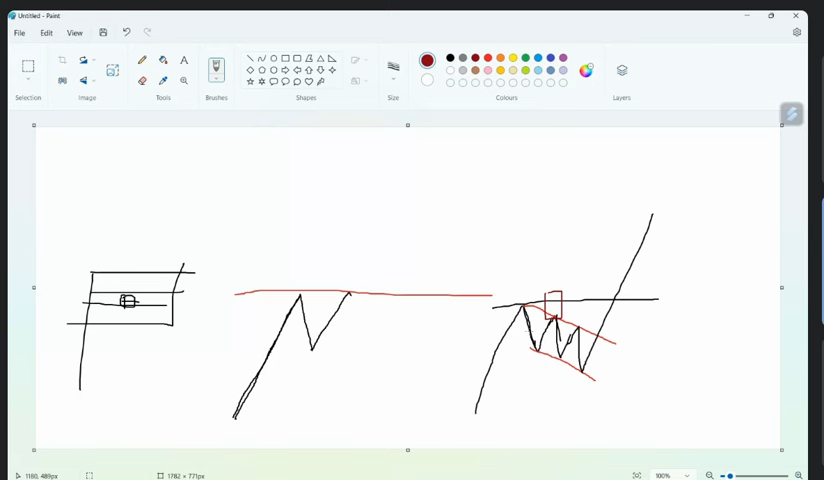 Untitled - Paint
File Edit View
Selection Image Tools Brushes Shapes Size Colours Layers
1180, 489px 1782 × 771px 100%